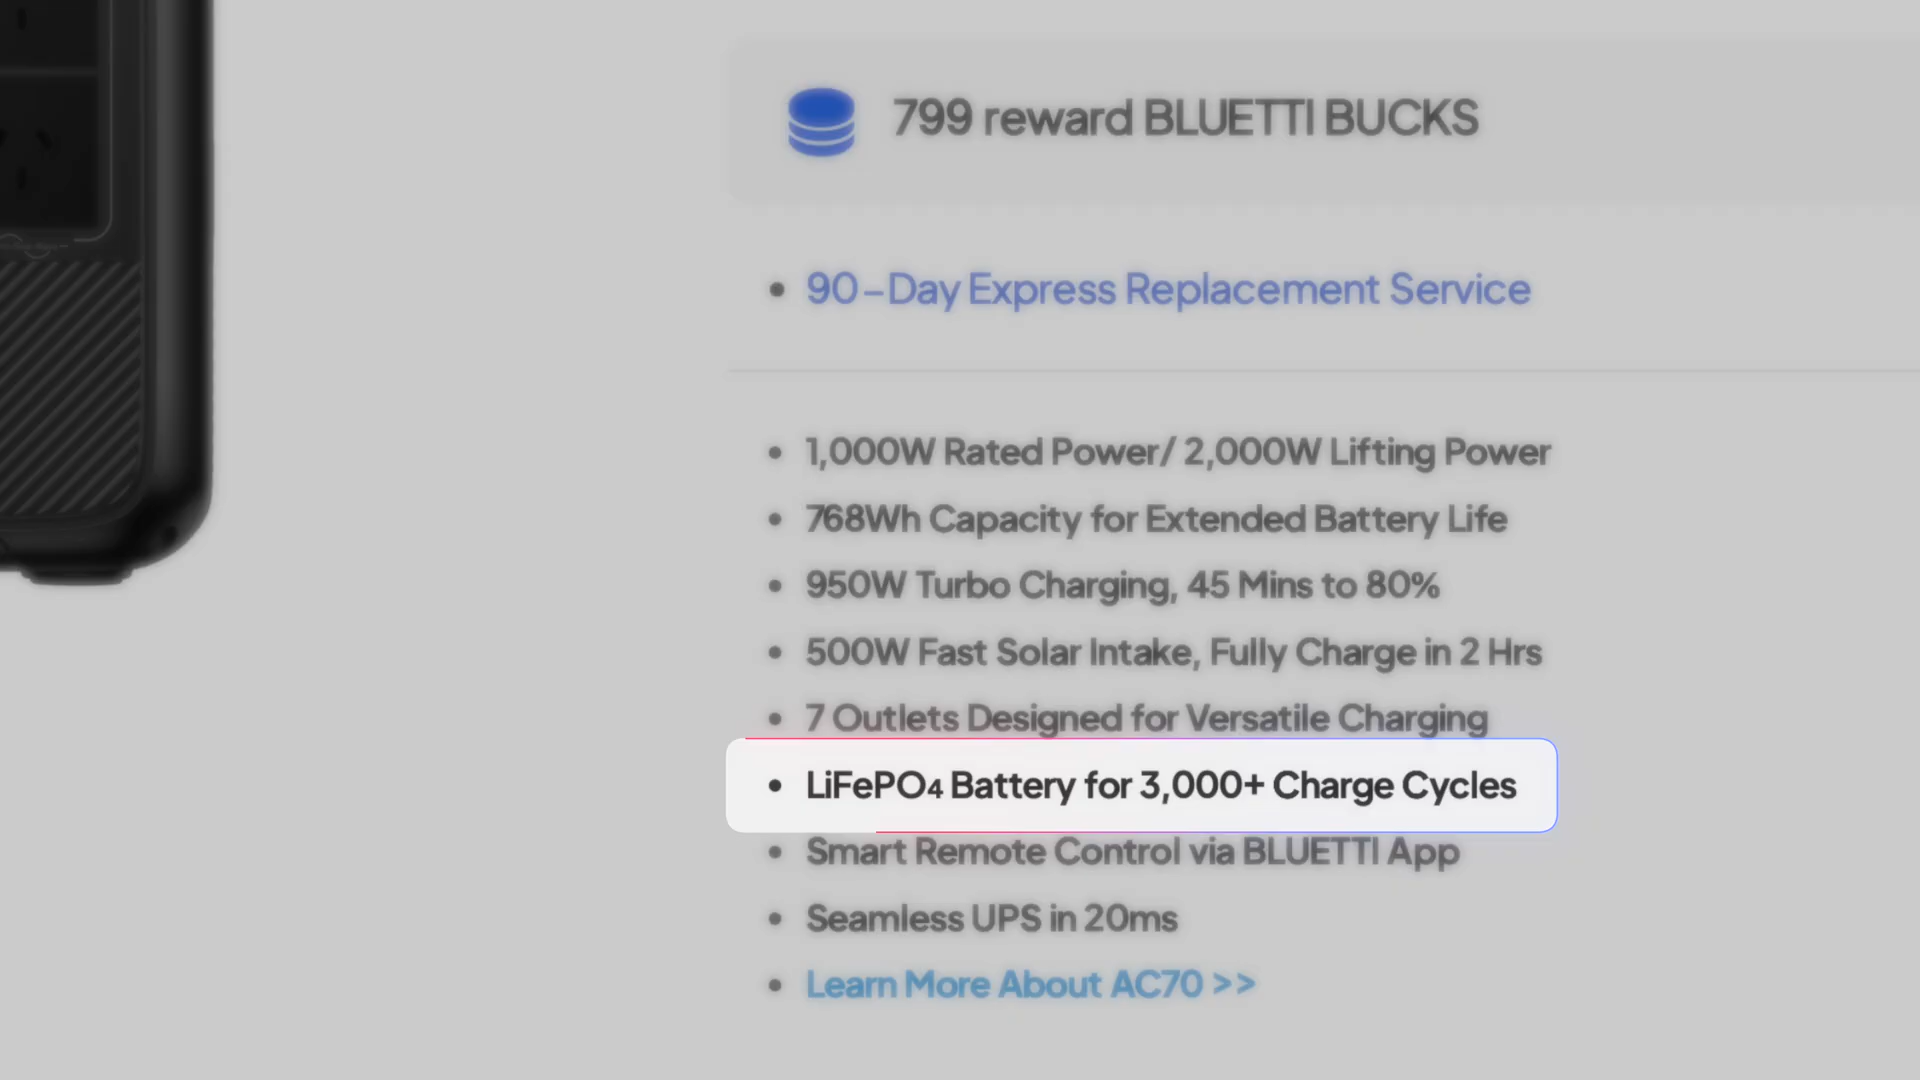 799 reward BLUETTI BUCKS
• 90-Day Express Replacement Service
• 1,000W Rated Power/ 2,000W Lifting Power
• 768Wh Capacity for Extended Battery Life
• 950W Turbo Charging, 45 Mins to 80%
• 500W Fast Solar Intake, Fully Charge in 2 Hrs
• 7 Outlets Designed for Versatile Charging
• LiFePO4 Battery for 3,000+ Charge Cycles
• Smart Remote Control via BLUETTI App
• Seamless UPS in 20ms
• Learn More About AC70 >>